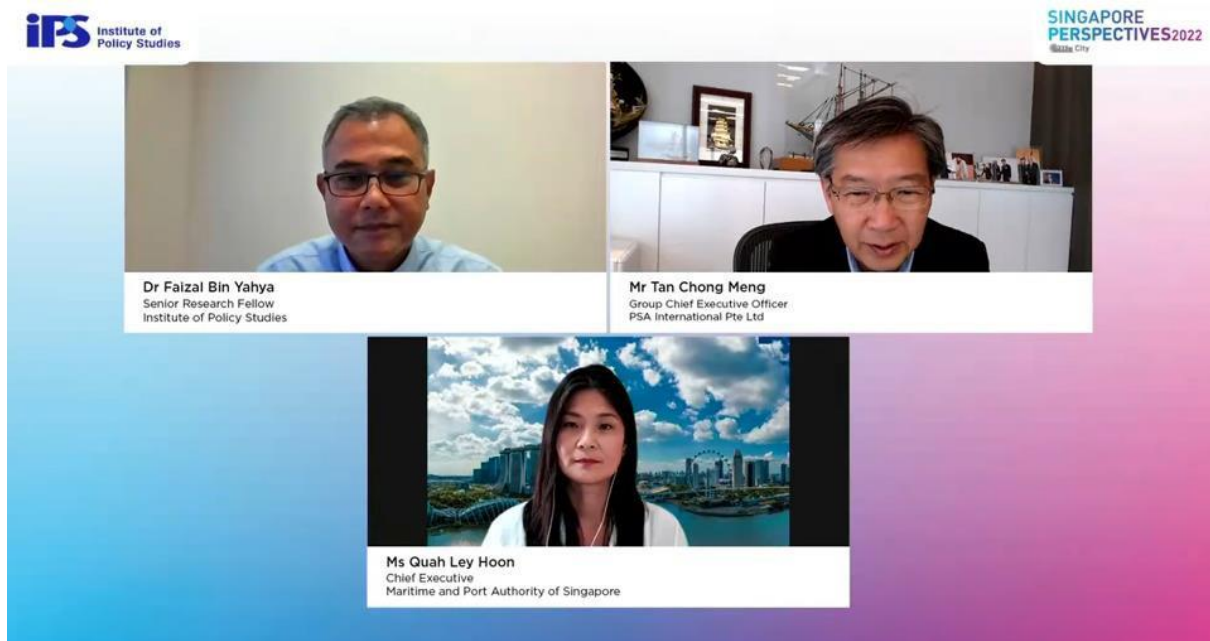 iPS Institute of
Policy Studies
SINGAPORE
PERSPECTIVES2022
City
Dr Faizal Bin Yahya
Senior Research Fellow
Institute of Policy Studies
Mr Tan Chong Meng
Group Chief Executive Officer
PSA International Pte Ltd
Ms Quah Ley Hoon
Chief Executive
Maritime and Port Authority of Singapore